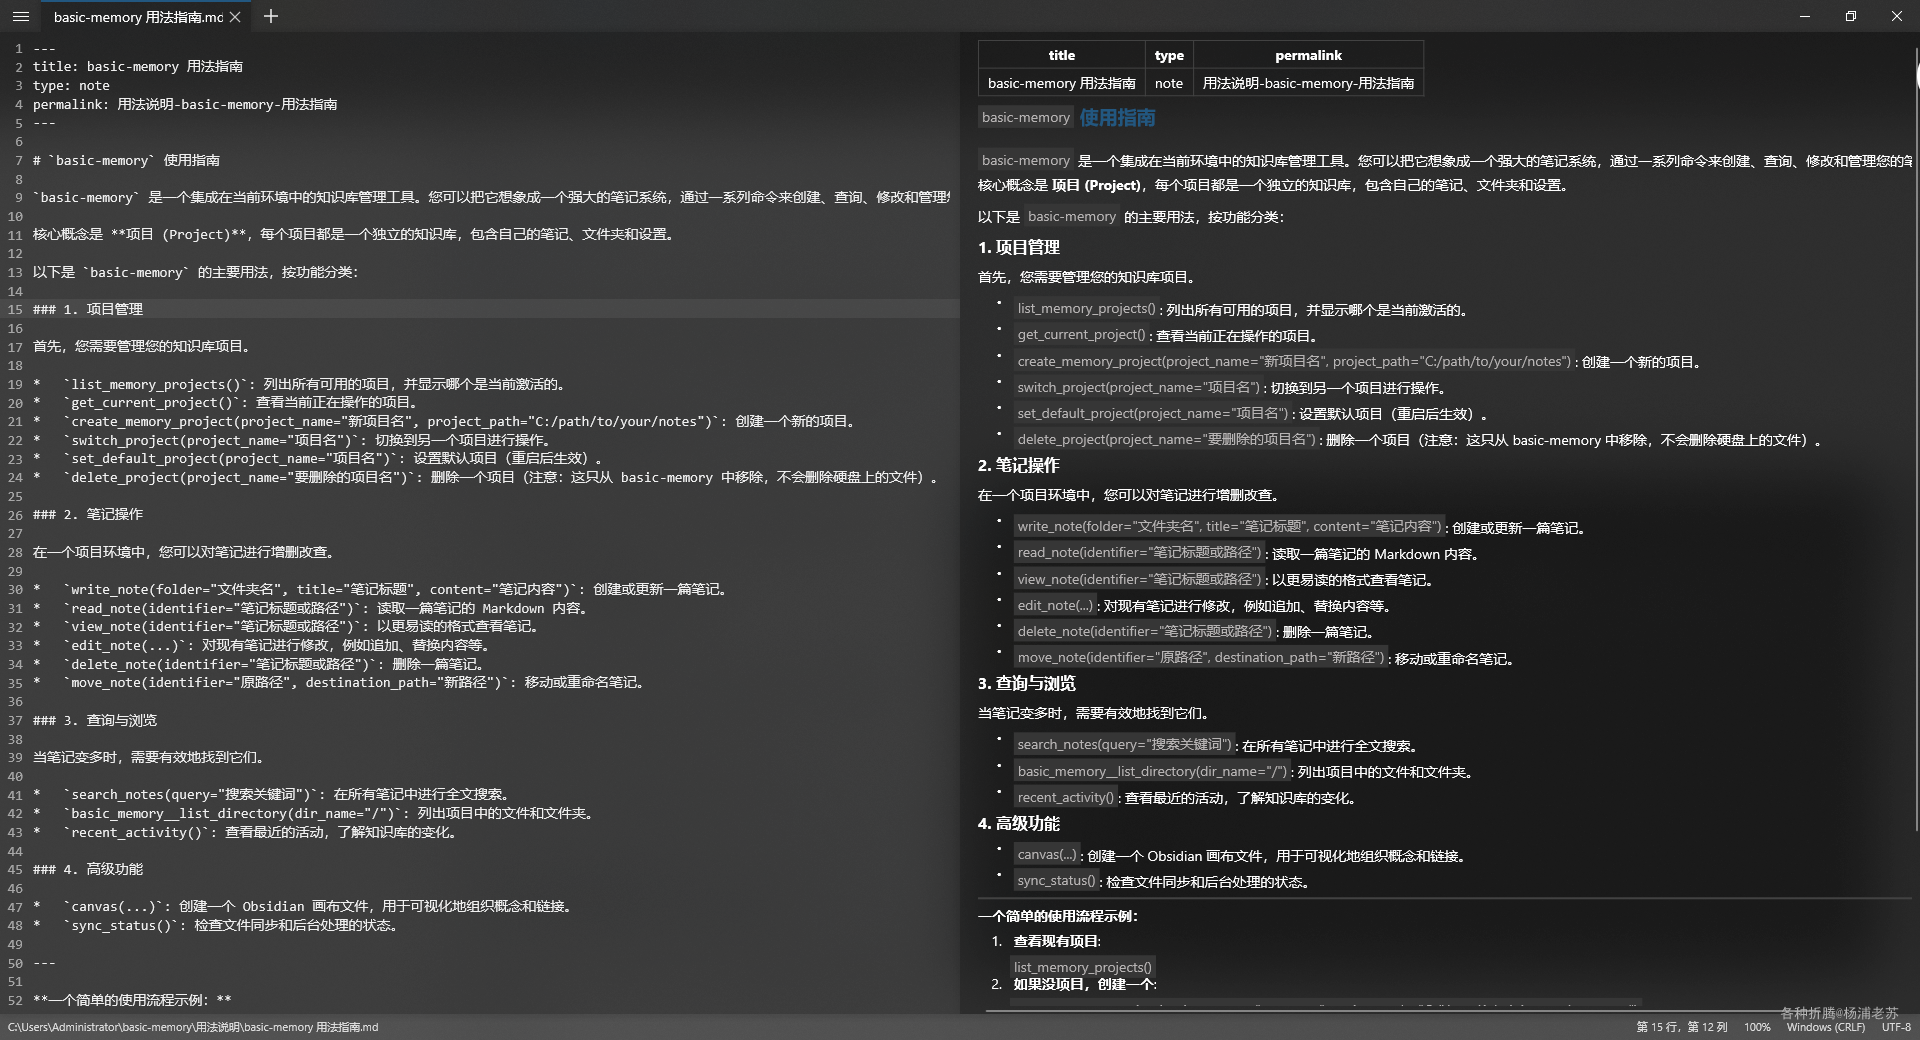 basic-memory 用法指南.md
1 ---
2 title: basic-memory 用法指南
3 type: note
4 permalink: 用法说明-basic-memory-用法指南
5 ---
6
7 # `basic-memory` 使用指南
8
9 `basic-memory` 是一个集成在当前环境中的知识库管理工具。您可以把它想象成一个强大的笔记系统，通过一系列命令来创建、查询、修改和管理
10
11 核心概念是 **项目 (Project)**，每个项目都是一个独立的知识库，包含自己的笔记、文件夹和设置。
12
13 以下是 `basic-memory` 的主要用法，按功能分类：
14
15 ### 1. 项目管理
16
17 首先，您需要管理您的知识库项目。
18
19 *   `list_memory_projects()`: 列出所有可用的项目，并显示哪个是当前激活的。
20 *   `get_current_project()`: 查看当前正在操作的项目。
21 *   `create_memory_project(project_name="新项目名", project_path="C:/path/to/your/notes")`: 创建一个新的项目。
22 *   `switch_project(project_name="项目名")`: 切换到另一个项目进行操作。
23 *   `set_default_project(project_name="项目名")`: 设置默认项目（重启后生效）。
24 *   `delete_project(project_name="要删除的项目名")`: 删除一个项目（注意：这只从 basic-memory 中移除，不会删除硬盘上的文件）。
25
26 ### 2. 笔记操作
27
28 在一个项目环境中，您可以对笔记进行增删改查。
29
30 *   `write_note(folder="文件夹名", title="笔记标题", content="笔记内容")`: 创建或更新一篇笔记。
31 *   `read_note(identifier="笔记标题或路径")`: 读取一篇笔记的 Markdown 内容。
32 *   `view_note(identifier="笔记标题或路径")`: 以更易读的格式查看笔记。
33 *   `edit_note(...)`: 对现有笔记进行修改，例如追加、替换内容等。
34 *   `delete_note(identifier="笔记标题或路径")`: 删除一篇笔记。
35 *   `move_note(identifier="原路径", destination_path="新路径")`: 移动或重命名笔记。
36
37 ### 3. 查询与浏览
38
39 当笔记变多时，需要有效地找到它们。
40
41 *   `search_notes(query="搜索关键词")`: 在所有笔记中进行全文搜索。
42 *   `basic_memory__list_directory(dir_name="/")`: 列出项目中的文件和文件夹。
43 *   `recent_activity()`: 查看最近的活动，了解知识库的变化。
44
45 ### 4. 高级功能
46
47 *   `canvas(...)`: 创建一个 Obsidian 画布文件，用于可视化地组织概念和链接。
48 *   `sync_status()`: 检查文件同步和后台处理的状态。
49
50 ---
51
52 **一个简单的使用流程示例：**
title type permalink
basic-memory 用法指南 note 用法说明-basic-memory-用法指南
basic-memory 使用指南
basic-memory 是一个集成在当前环境中的知识库管理工具。您可以把它想象成一个强大的笔记系统，通过一系列命令来创建、查询、修改和管理您的
核心概念是 项目 (Project)，每个项目都是一个独立的知识库，包含自己的笔记、文件夹和设置。
以下是 basic-memory 的主要用法，按功能分类：
1. 项目管理
首先，您需要管理您的知识库项目。
• list_memory_projects() : 列出所有可用的项目，并显示哪个是当前激活的。
• get_current_project() : 查看当前正在操作的项目。
• create_memory_project(project_name="新项目名", project_path="C:/path/to/your/notes") : 创建一个新的项目。
• switch_project(project_name="项目名") : 切换到另一个项目进行操作。
• set_default_project(project_name="项目名") : 设置默认项目（重启后生效）。
• delete_project(project_name="要删除的项目名") : 删除一个项目（注意：这只从 basic-memory 中移除，不会删除硬盘上的文件）。
2. 笔记操作
在一个项目环境中，您可以对笔记进行增删改查。
• write_note(folder="文件夹名", title="笔记标题", content="笔记内容") : 创建或更新一篇笔记。
• read_note(identifier="笔记标题或路径") : 读取一篇笔记的 Markdown 内容。
• view_note(identifier="笔记标题或路径") : 以更易读的格式查看笔记。
• edit_note(...) : 对现有笔记进行修改，例如追加、替换内容等。
• delete_note(identifier="笔记标题或路径") : 删除一篇笔记。
• move_note(identifier="原路径", destination_path="新路径") : 移动或重命名笔记。
3. 查询与浏览
当笔记变多时，需要有效地找到它们。
• search_notes(query="搜索关键词") : 在所有笔记中进行全文搜索。
• basic_memory__list_directory(dir_name="/") : 列出项目中的文件和文件夹。
• recent_activity() : 查看最近的活动，了解知识库的变化。
4. 高级功能
• canvas(...) : 创建一个 Obsidian 画布文件，用于可视化地组织概念和链接。
• sync_status() : 检查文件同步和后台处理的状态。
一个简单的使用流程示例：
1. 查看现有项目:
list_memory_projects()
2. 如果没项目，创建一个:
各种折腾@杨浦老苏
C:\Users\Administrator\basic-memory\用法说明\basic-memory 用法指南.md
第 15 行，第 12 列 100% Windows (CRLF) UTF-8